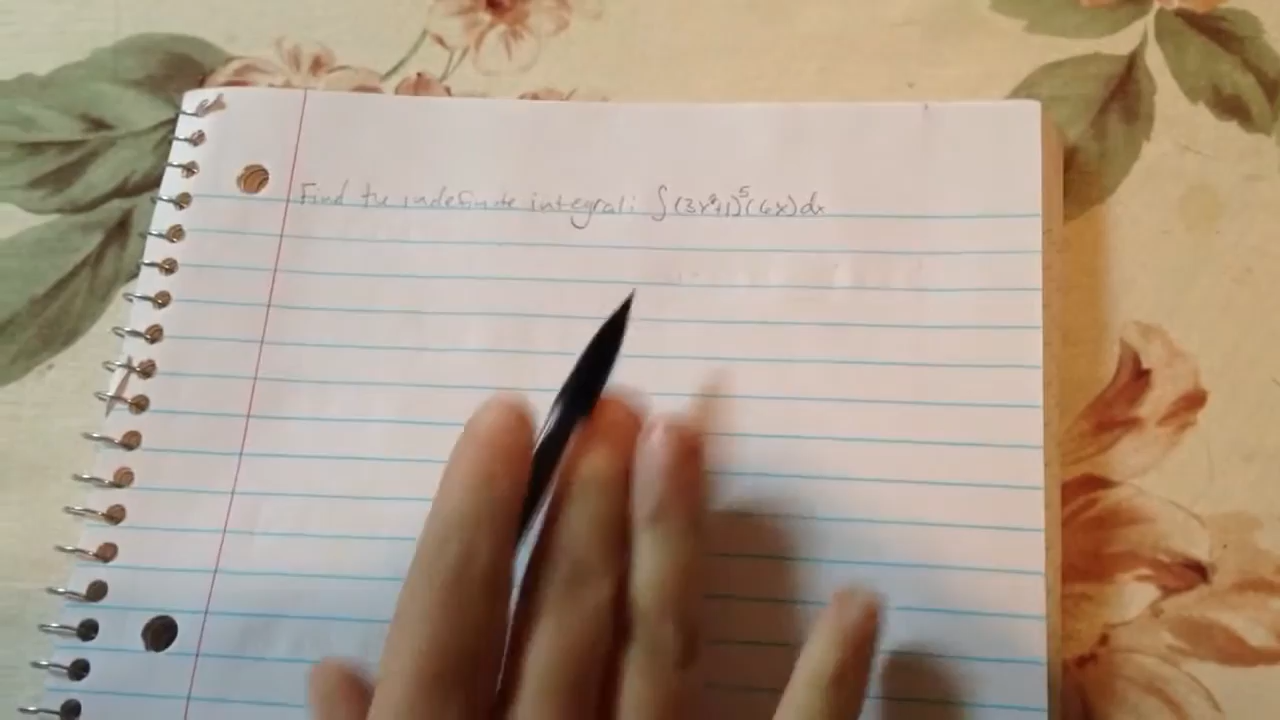 Find the indefinite integral: ∫(3x²+1)⁵(6x)dx